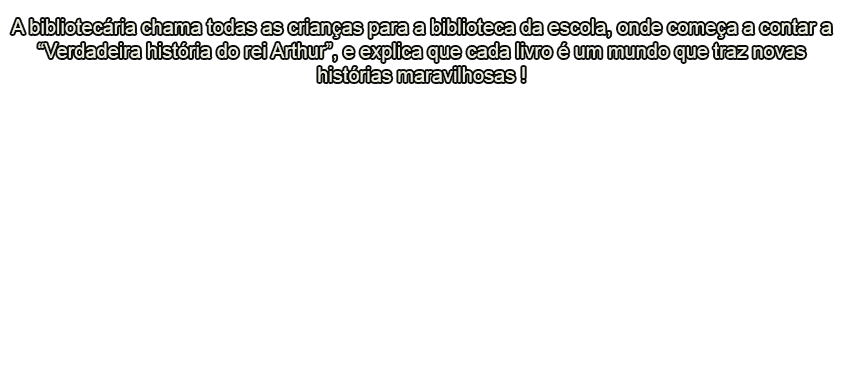 A bibliotecária chama todas as crianças para a biblioteca da escola, onde começa a contar a
“Verdadeira história do rei Arthur”, e explica que cada livro é um mundo que traz novas
histórias maravilhosas !